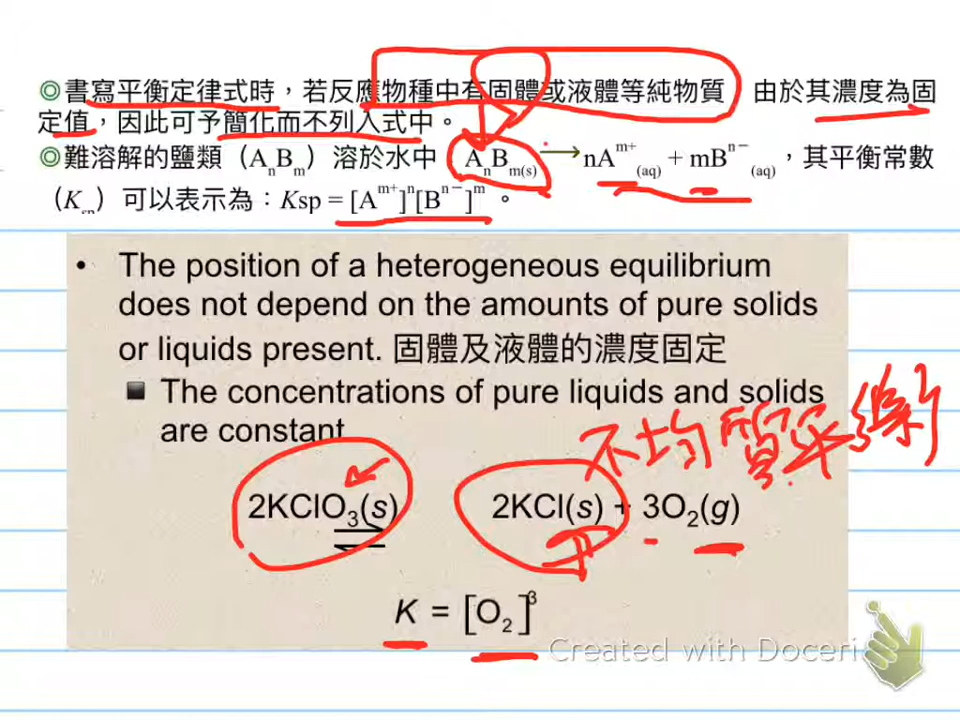 ◎書寫平衡定律式時，若反應物種中有固體或液體等純物質　由於其濃度為固
定值，因此可予簡化而不列入式中。
◎難溶解的鹽類（AₙBₘ）溶於水中　AₙBₘ₍ₛ₎ ⟶ nAᵐ⁺₍aq₎ + mBⁿ⁻₍aq₎，其平衡常數
（Ksp）可以表示為：Ksp = [Aᵐ⁺]ⁿ[Bⁿ⁻]ᵐ。
• The position of a heterogeneous equilibrium
does not depend on the amounts of pure solids
or liquids present. 固體及液體的濃度固定
The concentrations of pure liquids and solids
are constant
不均質平衡
2KClO₃(s) ⇌ 2KCl(s) + 3O₂(g)
K = [O₂]³
Created with Doceri